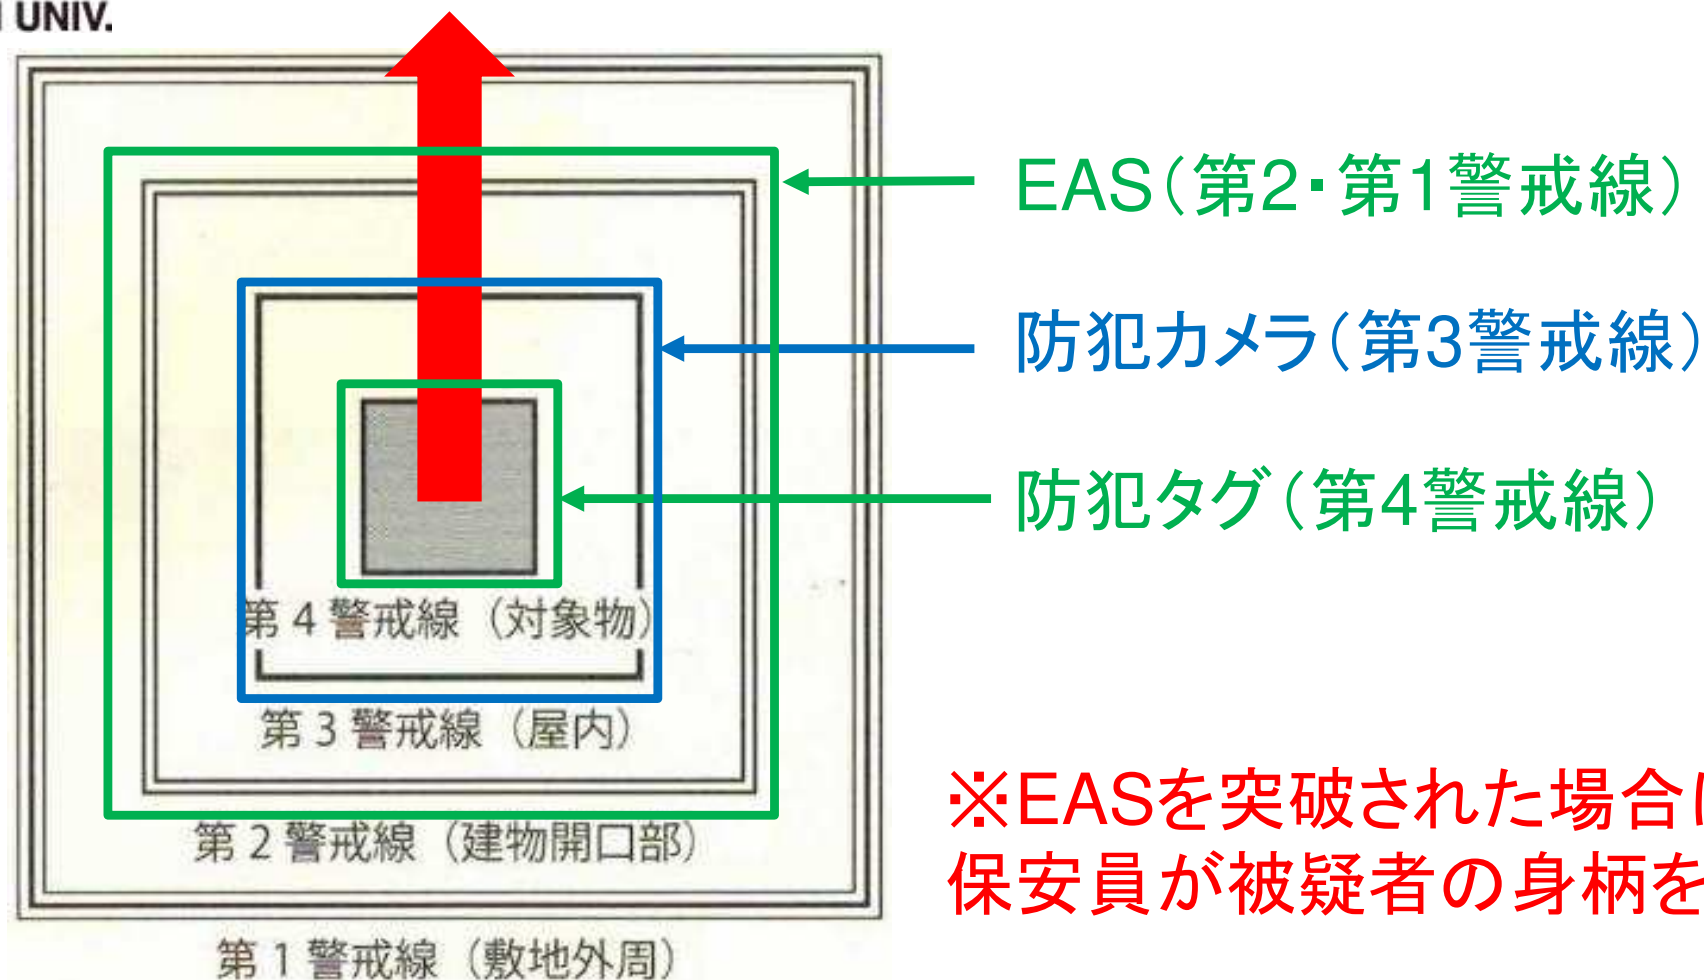 UNIV.
EAS（第2・第1警戒線）
防犯カメラ（第3警戒線）
防犯タグ（第4警戒線）
第 4 警戒線（対象物）
第 3 警戒線（屋内）
第 2 警戒線（建物開口部）
第 1 警戒線（敷地外周）
※EASを突破された場合に
保安員が被疑者の身柄を